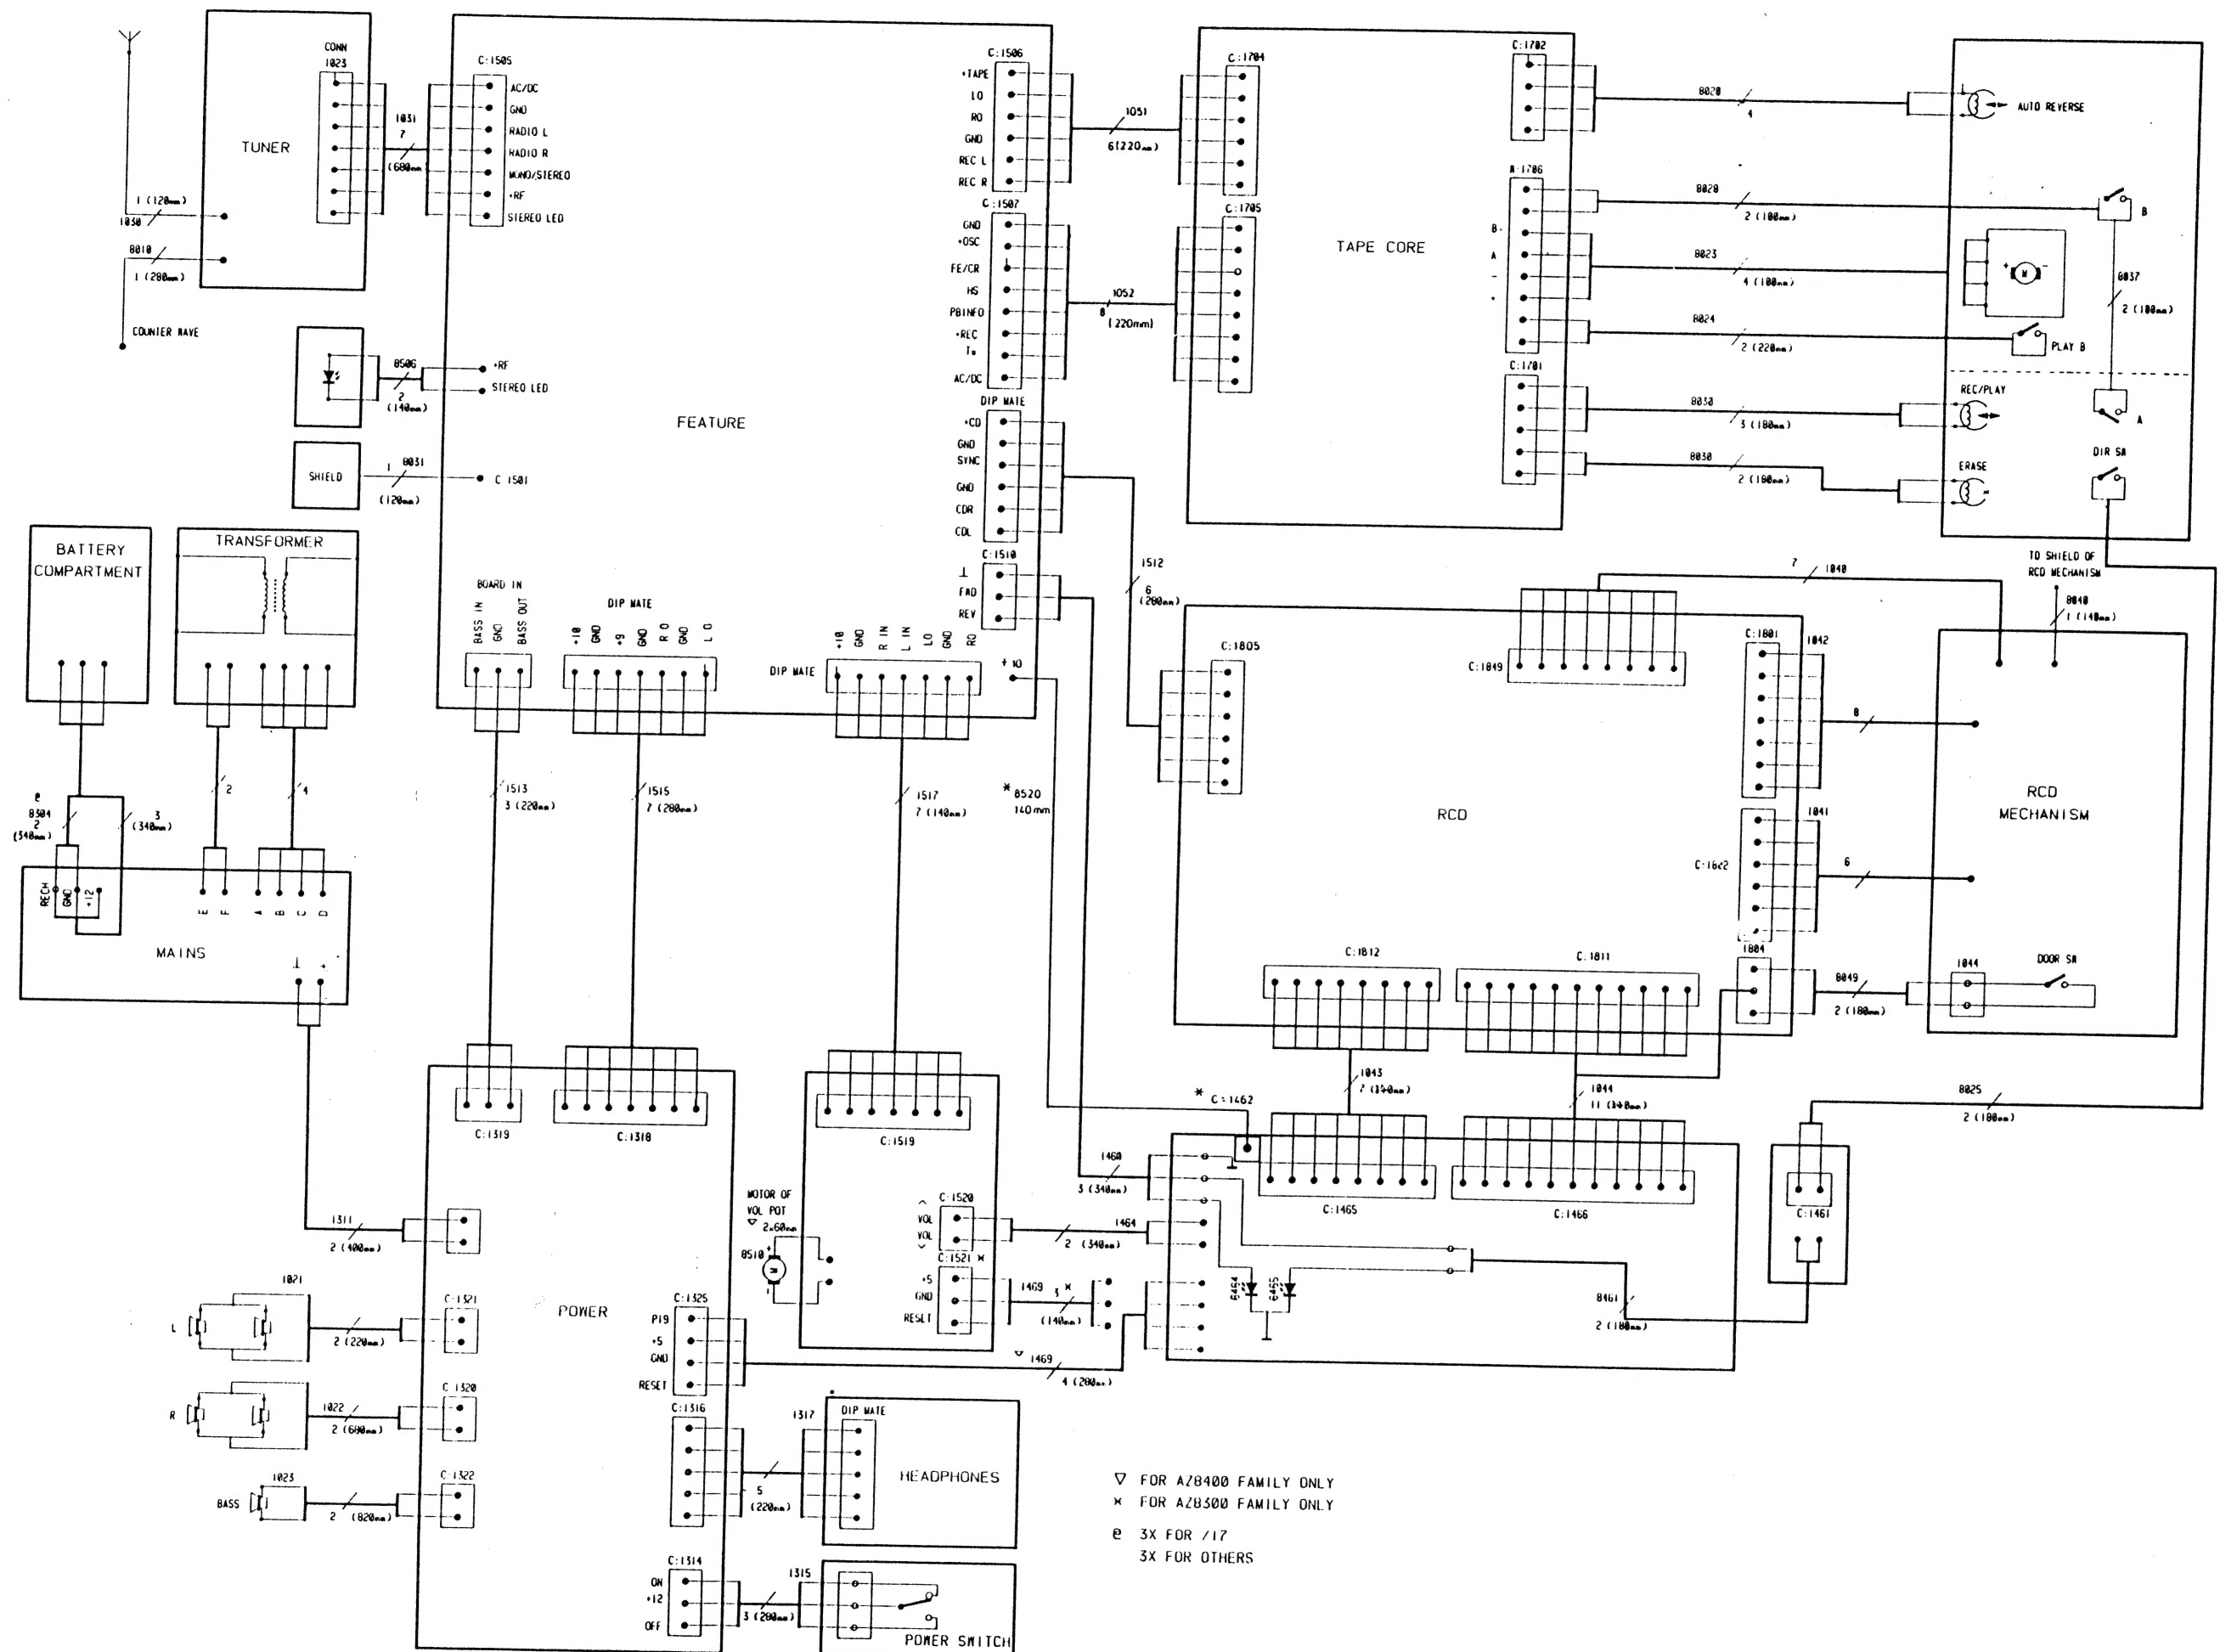 CONN
1023
TUNER
1031
7
(680mm)
1 (120mm)
1030
8010
1 (280mm)
COUNTER WAVE
C:1505
AC/DC
GND
RADIO L
RADIO R
MONO/STEREO
+RF
STEREO LED
8506
2
(140mm)
+RF
STEREO LED
SHIELD
1
8031
(120mm)
C 1501
FEATURE
C:1506
+TAPE
LO
RO
GND
REC L
REC R
C:1507
GND
+OSC
FE/CR
HS
PBINFO
+REC
AC/DC
DIP MATE
+CD
GND
SYNC
GND
CDR
CDL
C:1510
⊥
FWD
REV
+10
BOARD IN
BASS IN
GND
BASS OUT
DIP MATE
+10
GND
+9
GND
R O
GND
L O
DIP MATE
+10
GND
R IN
L IN
LO
GND
RO
1051
6(220mm)
1052
8
(220mm)
C:1704
C:1705
TAPE CORE
C:1702
A-1706
B-
A
-
+
C:1701
8020
4
8020
2 (100mm)
8023
4 (100mm)
8024
2 (220mm)
8030
3 (180mm)
8030
2 (180mm)
AUTO REVERSE
B
M
+
-
8037
2 (100mm)
PLAY B
REC/PLAY
A
ERASE
DIR SW
BATTERY
COMPARTMENT
TRANSFORMER
@
8304
2
(340mm)
3
(340mm)
2
4
RECH
GND
+12
E
F
A
B
C
D
MAINS
⊥
+
1513
3 (220mm)
1515
7 (280mm)
1517
7 (140mm)
* 8520
140mm
1512
6
(280mm)
7
1040
TO SHIELD OF
RCD MECHANISM
8040
1 (140mm)
C:1805
C:1849
C:1801
1042
8
RCD
RCD
MECHANISM
1041
6
C:1812
C:1811
1804
8049
2 (180mm)
1044
DOOR SW
1043
1044
8025
2 (180mm)
C:1319
C:1318
C:1519
* C:1462
1460
3 (340mm)
C:1465
C:1466
C:1461
MOTOR OF
VOL POT
▽ 2x60mm
8510
+
M
-
C:1520
VOL
VOL
C:1521 *
+5
GND
RESET
1464
2 (340mm)
1469
3 *
(140mm)
6464
6465
8461
2 (180mm)
1311
2 (400mm)
1021
L
2 (220mm)
C:1321
POWER
C:1325
P19
+5
GND
RESET
▽ 1469
4 (280mm)
R
1022
2 (680mm)
C 1320
C:1316
1317
5
(220mm)
DIP MATE
HEADPHONES
BASS
1023
2 (820mm)
C:1322
C:1314
ON
+12
OFF
1315
3 (280mm)
POWER SWITCH
▽ FOR AZ8400 FAMILY ONLY
* FOR AZ8300 FAMILY ONLY
@ 3X FOR /17
3X FOR OTHERS